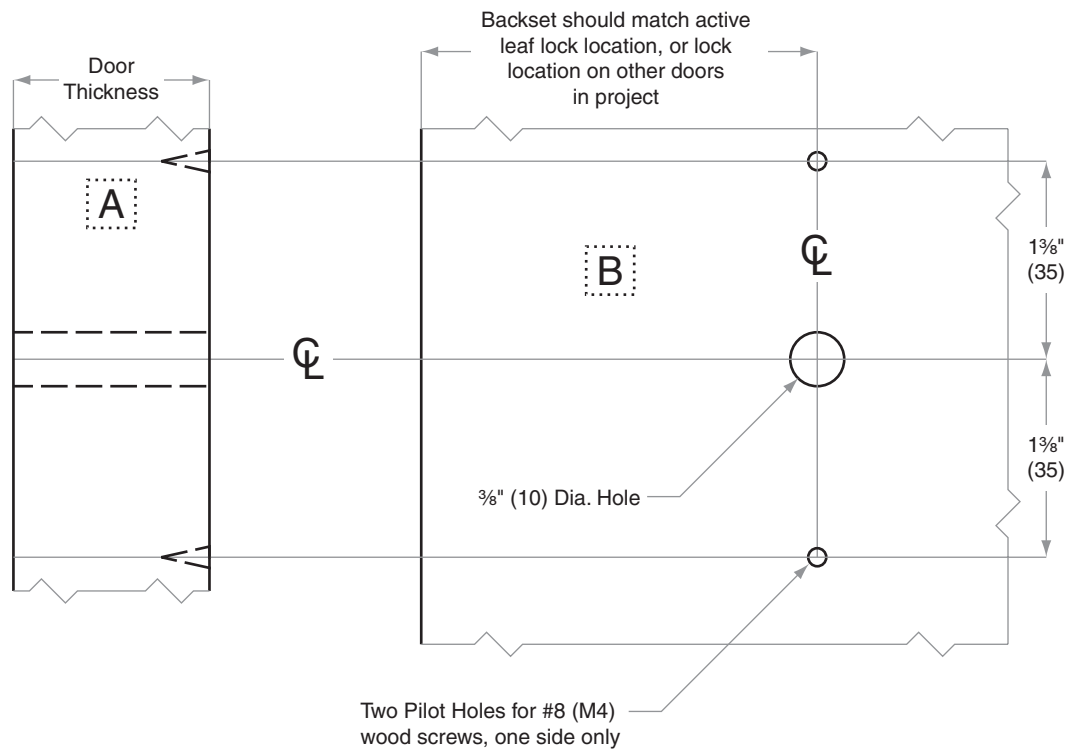 Backset should match active
leaf lock location, or lock
location on other doors
in project
Door
Thickness
A
B
℄
℄
1⅜"
(35)
1⅜"
(35)
⅜" (10) Dia. Hole
Two Pilot Holes for #8 (M4)
wood screws, one side only